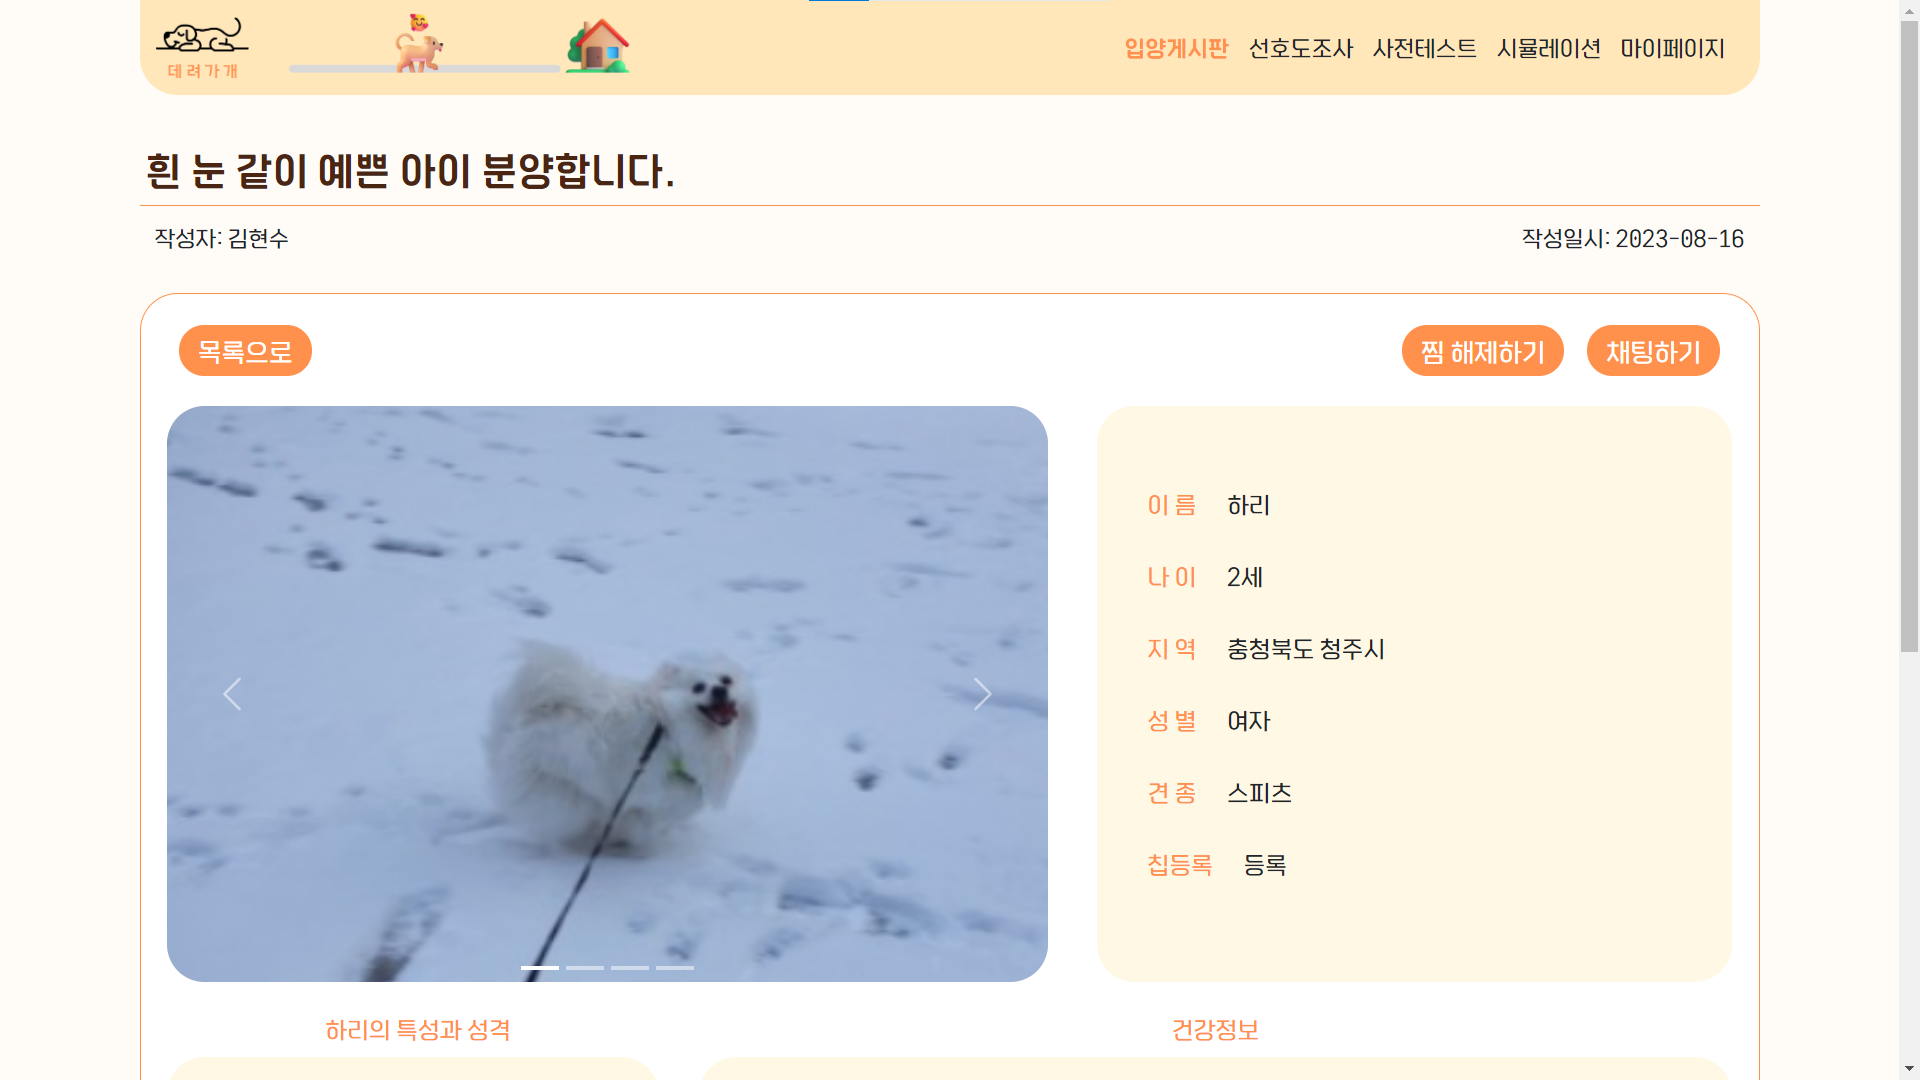 데려가개
입양게시판 선호도조사 사전테스트 시뮬레이션 마이페이지
흰 눈 같이 예쁜 아이 분양합니다.
작성자: 김현수 작성일시: 2023-08-16
목록으로 찜 해제하기 채팅하기
이 름 하리
나 이 2세
지 역 충청북도 청주시
성 별 여자
견 종 스피츠
칩등록 등록
하리의 특성과 성격 건강정보